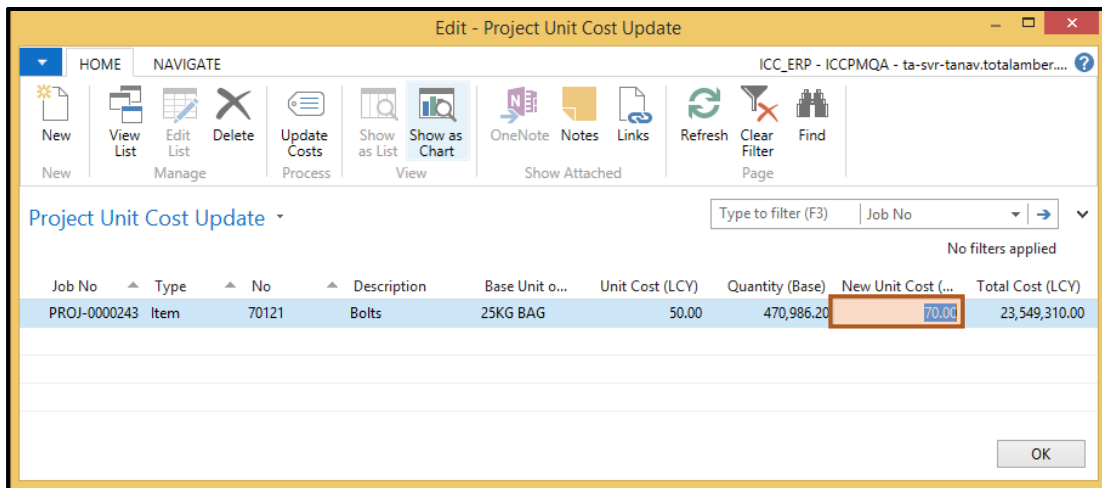 Edit - Project Unit Cost Update
HOME NAVIGATE ICC_ERP - ICCPMQA - ta-svr-tanav.totalamber.... ?
New View List Edit List Delete Update Costs Show as List Show as Chart OneNote Notes Links Refresh Clear Filter Find
New Manage Process View Show Attached Page
Project Unit Cost Update Type to filter (F3) Job No
No filters applied
Job No Type No Description Base Unit o... Unit Cost (LCY) Quantity (Base) New Unit Cost (... Total Cost (LCY)
PROJ-0000243 Item 70121 Bolts 25KG BAG 50.00 470,986.20 70.00 23,549,310.00
OK